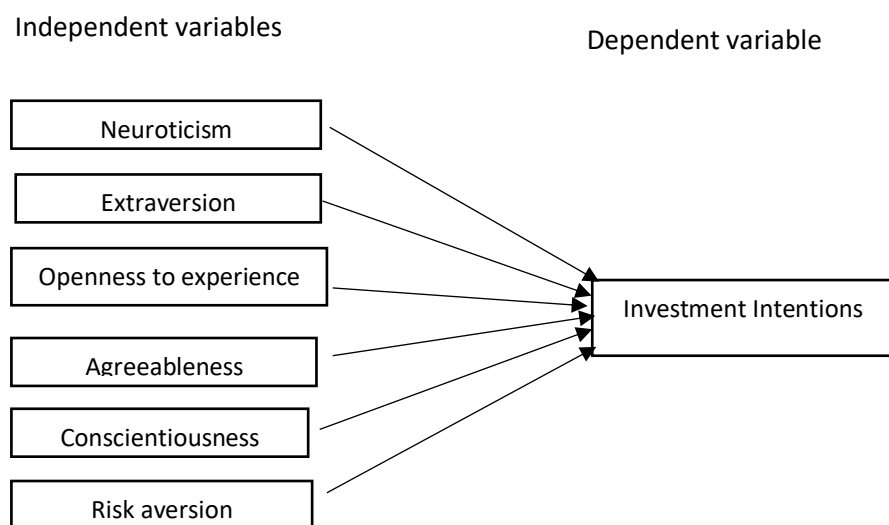 Independent variables
Dependent variable
Neuroticism
Extraversion
Openness to experience
Agreeableness
Conscientiousness
Risk aversion
Investment Intentions